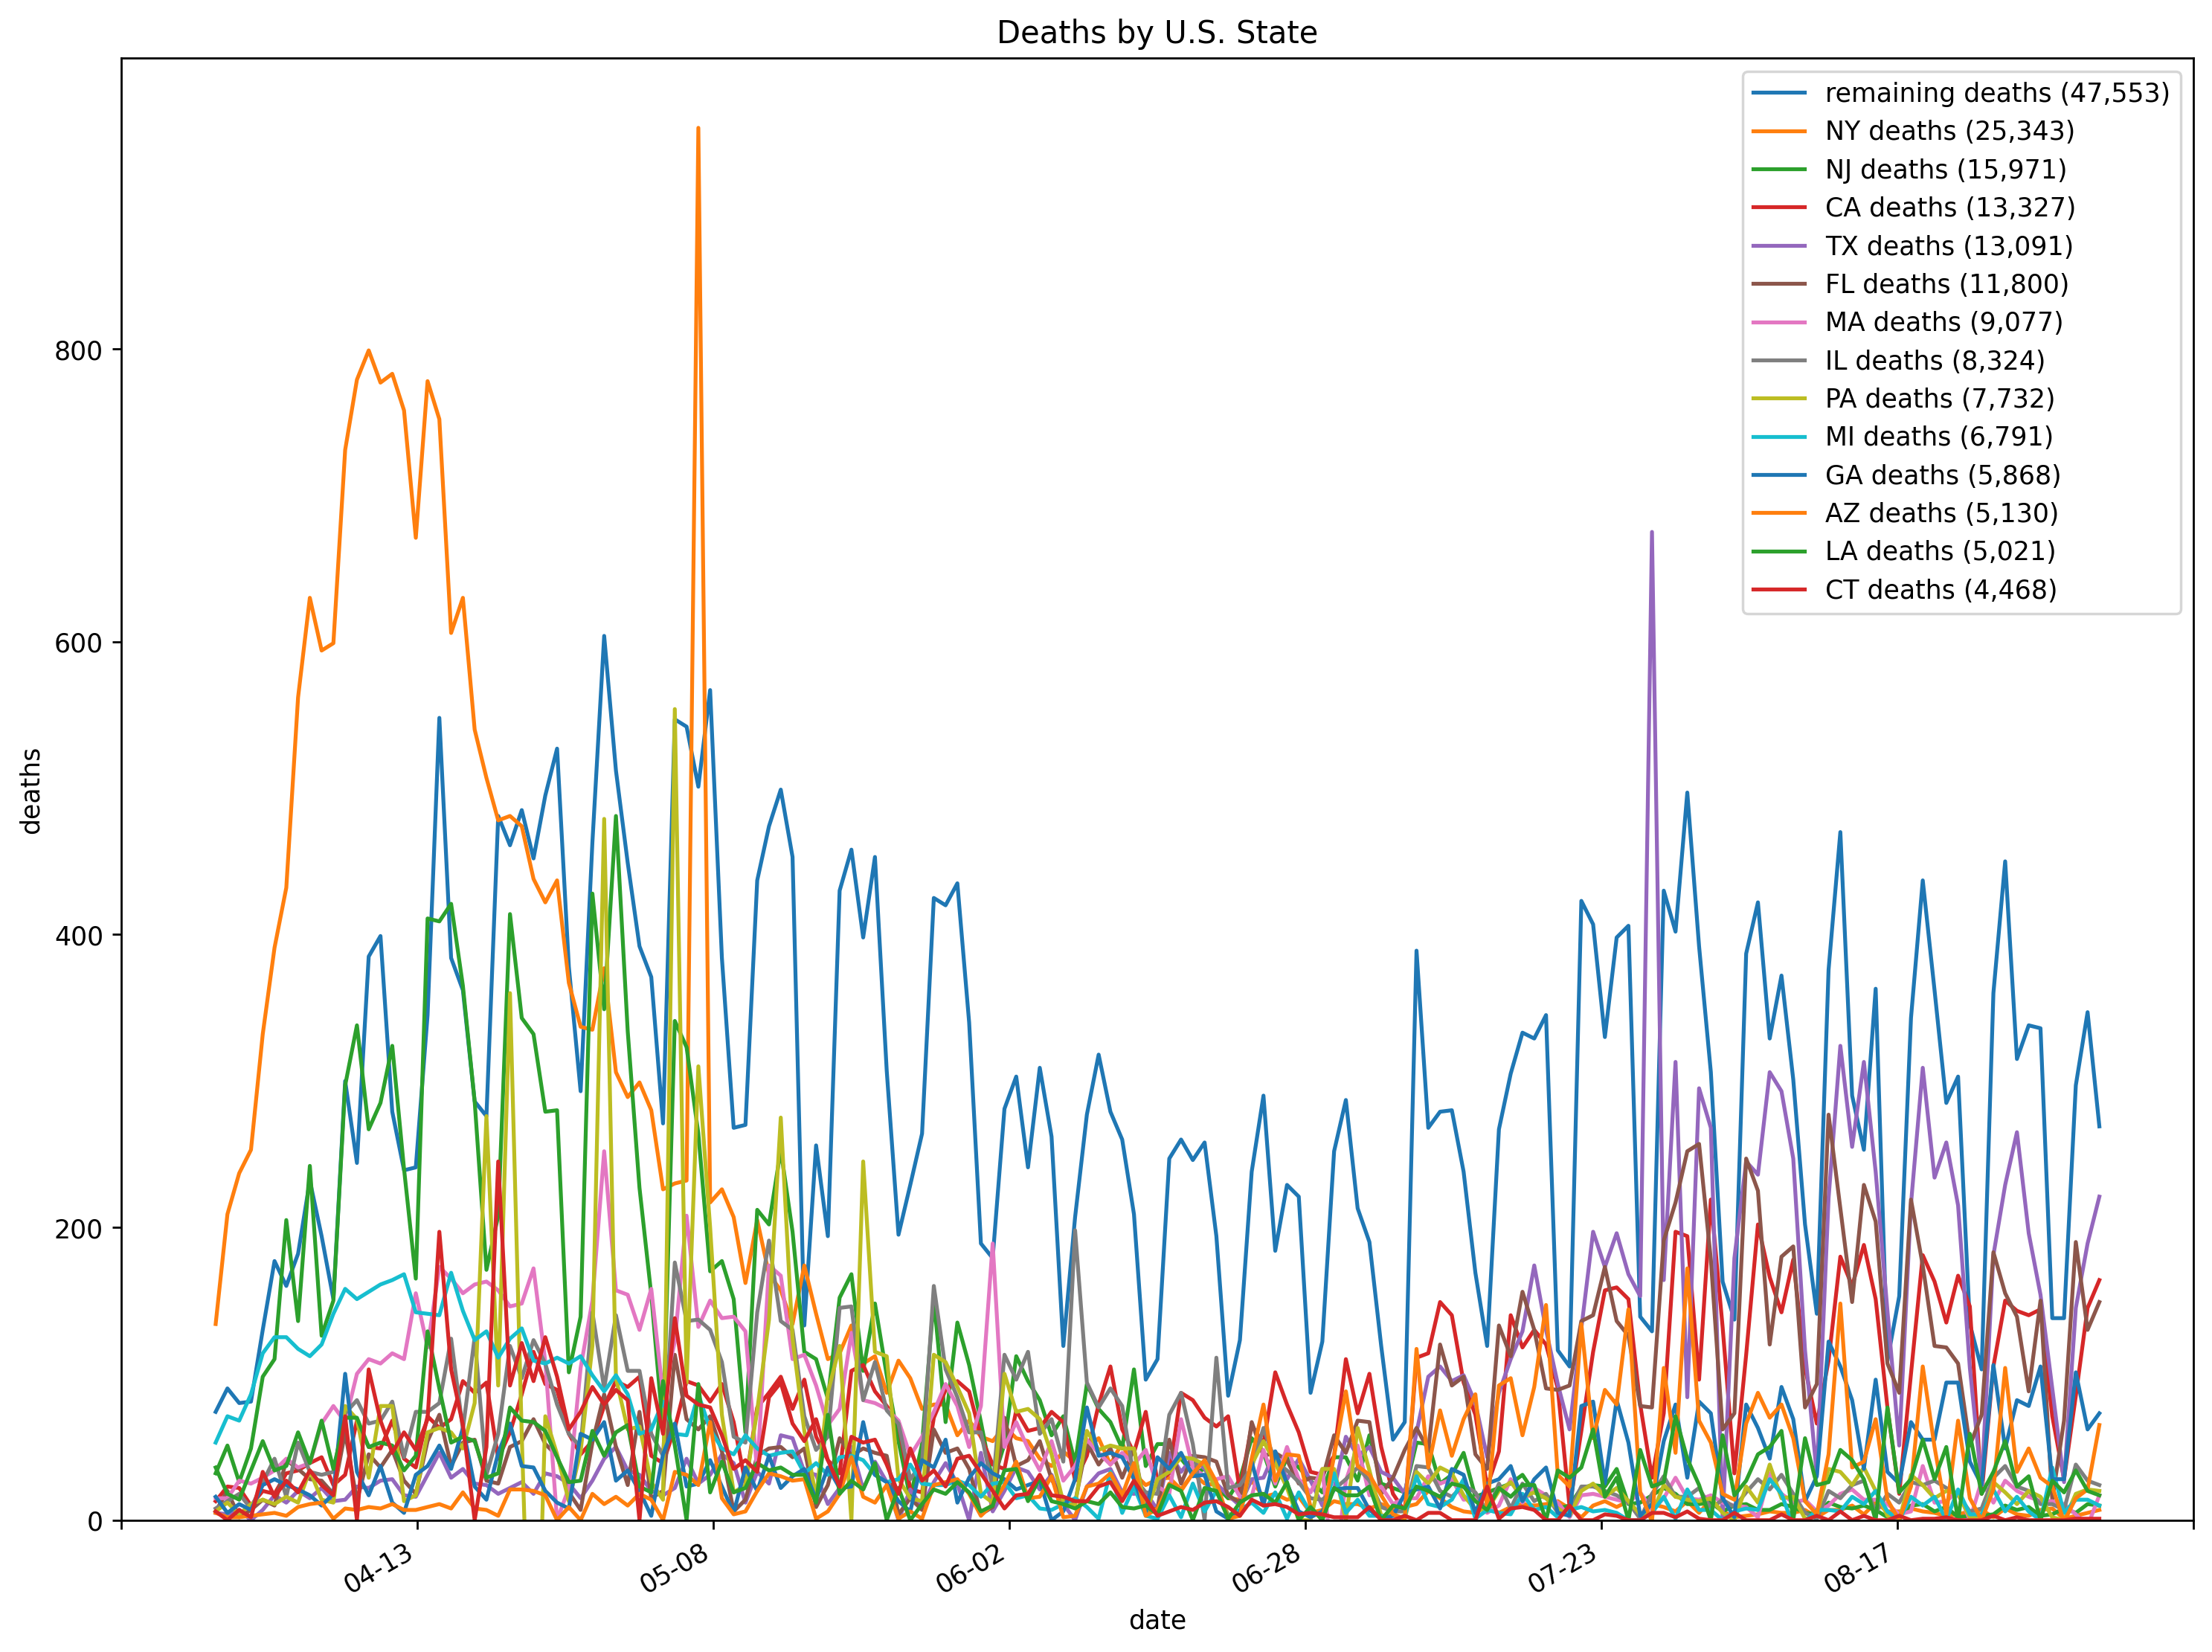 Deaths by U.S. State
remaining deaths (47,553)
NY deaths (25,343)
NJ deaths (15,971)
CA deaths (13,327)
TX deaths (13,091)
FL deaths (11,800)
MA deaths (9,077)
IL deaths (8,324)
PA deaths (7,732)
MI deaths (6,791)
GA deaths (5,868)
AZ deaths (5,130)
LA deaths (5,021)
CT deaths (4,468)
800
600
400
200
0
deaths
04-13
05-08
06-02
06-28
07-23
08-17
date